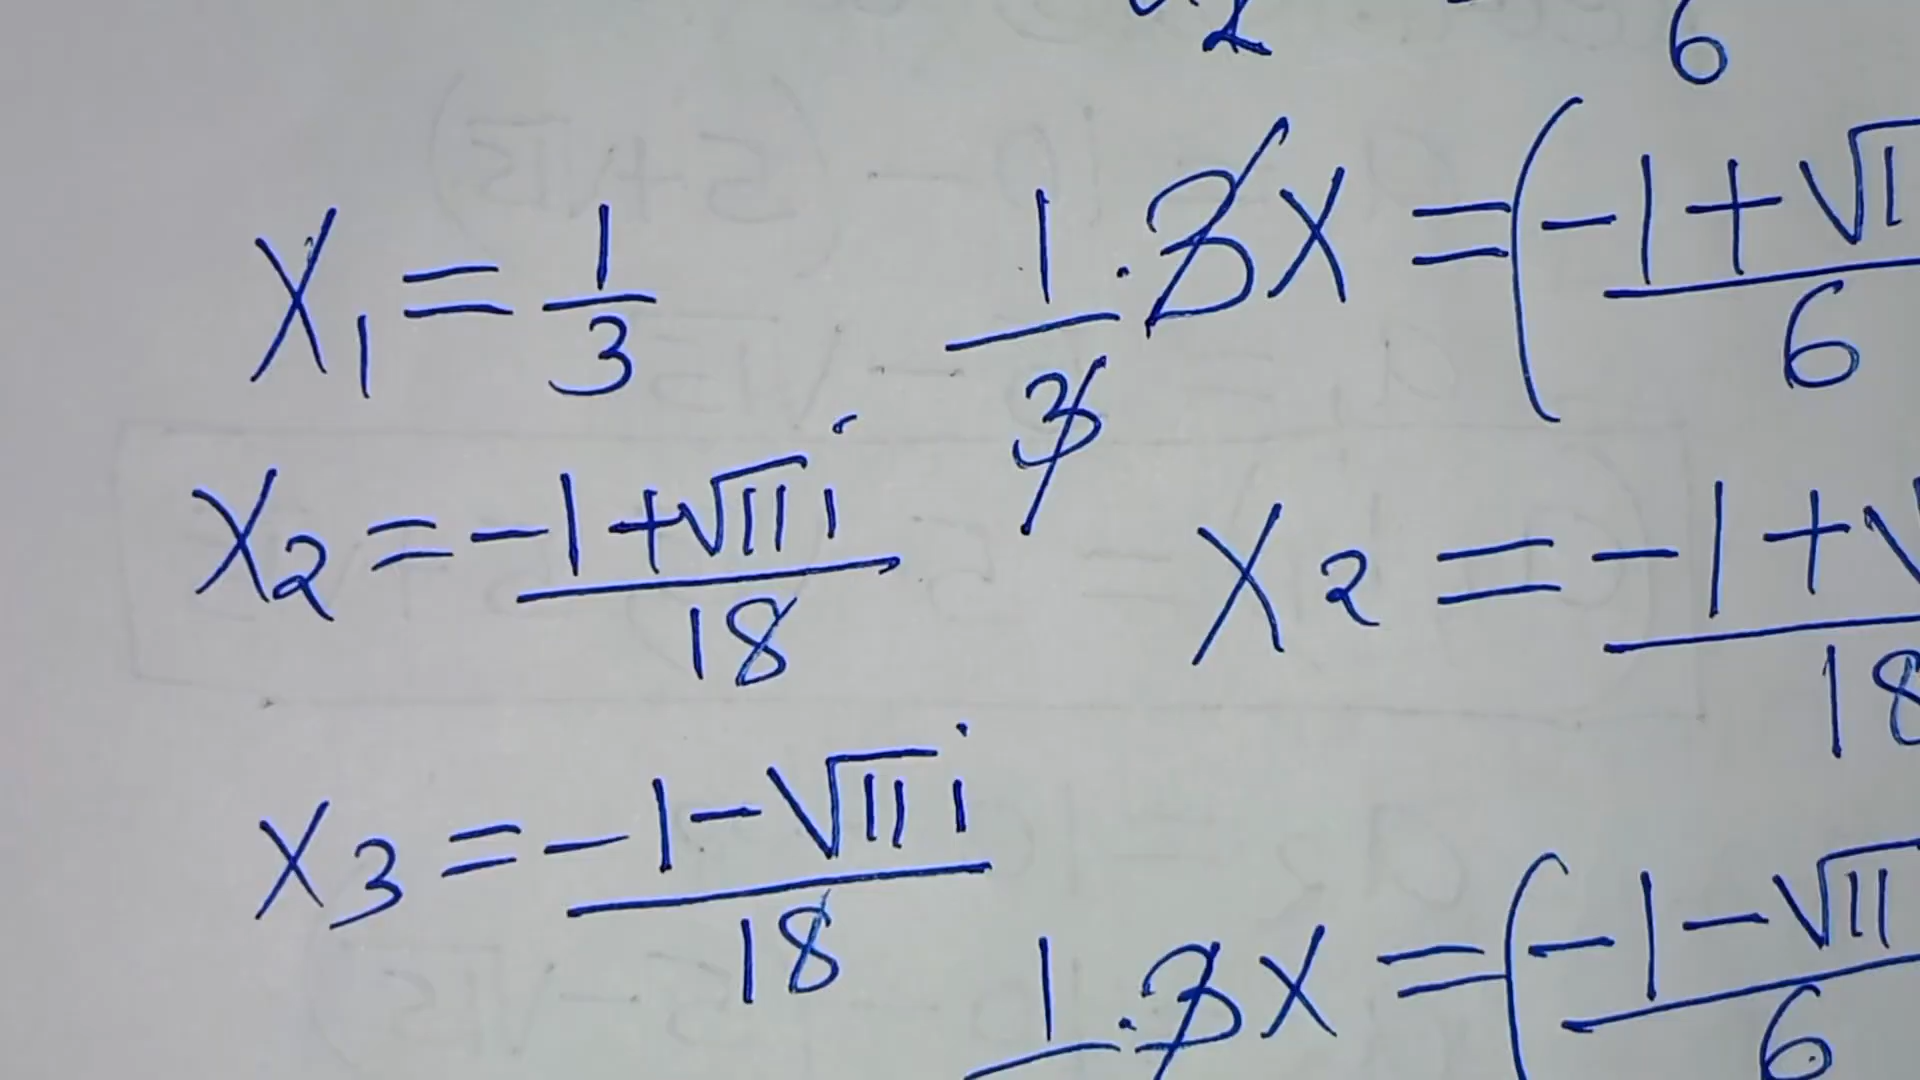 2 6
X₁ = 1/3
1/3 · 3X = (-1+√1
6
X₂ = -1+√11 i / 18
X₂ = -1+√
18
X₃ = -1-√11 i / 18
1 · 3X = (-1-√11
6